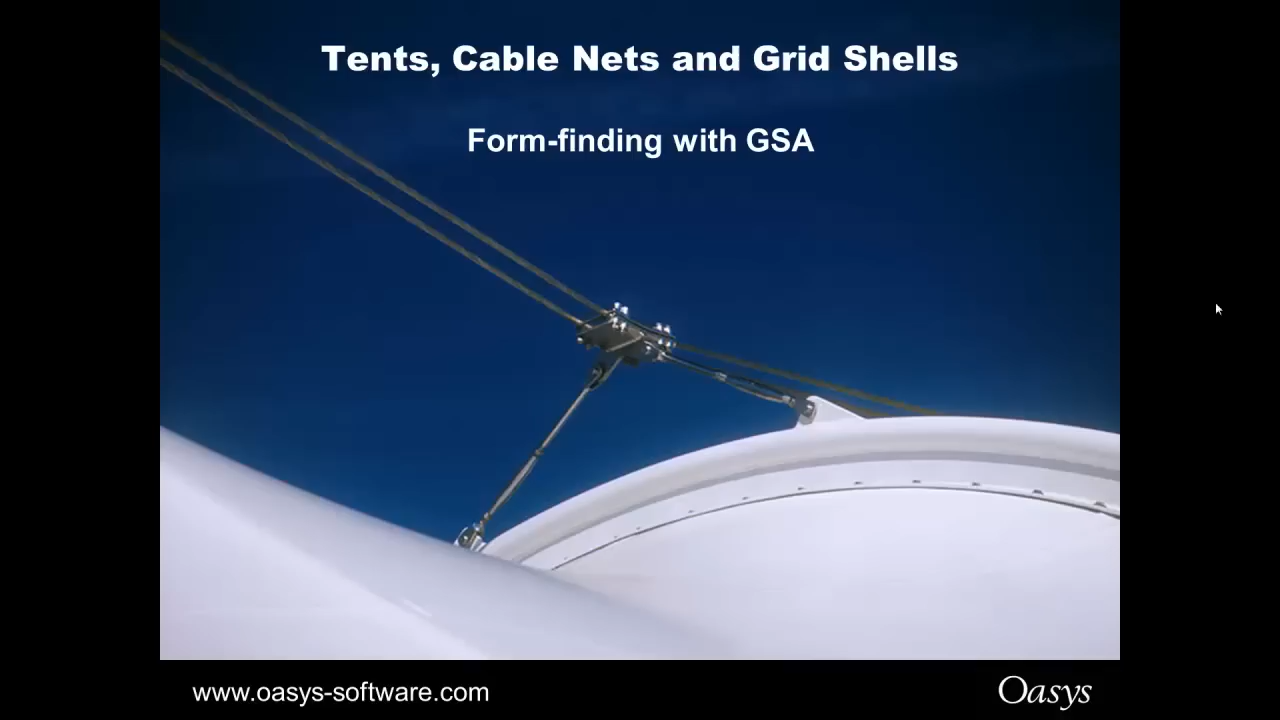 Tents, Cable Nets and Grid Shells
Form-finding with GSA
www.oasys-software.com
Oasys